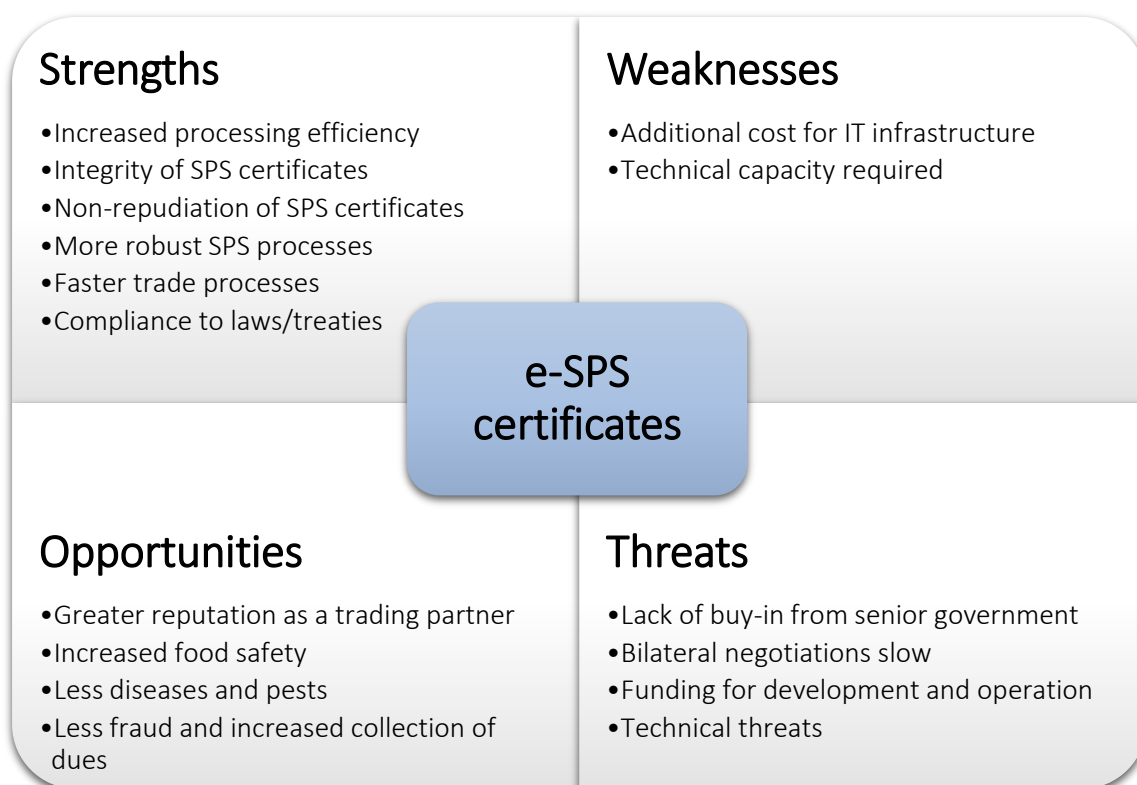 Strengths
•Increased processing efficiency
•Integrity of SPS certificates
•Non-repudiation of SPS certificates
•More robust SPS processes
•Faster trade processes
•Compliance to laws/treaties
Weaknesses
•Additional cost for IT infrastructure
•Technical capacity required
e-SPS
certificates
Opportunities
•Greater reputation as a trading partner
•Increased food safety
•Less diseases and pests
•Less fraud and increased collection of
dues
Threats
•Lack of buy-in from senior government
•Bilateral negotiations slow
•Funding for development and operation
•Technical threats